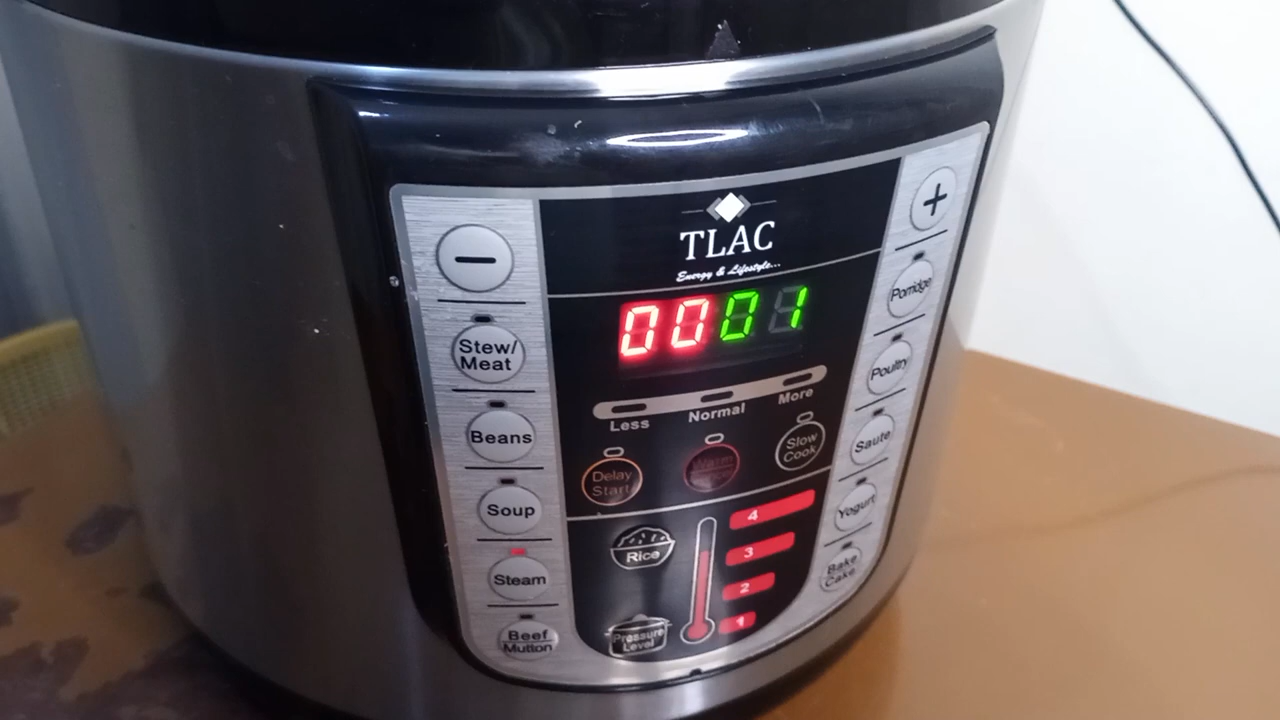 TLAC
Energy & Lifestyle...
0001
−
+
Stew/
Meat
Beans
Soup
Steam
Beef
Mutton
Less
Normal
More
Delay
Start
Warm
Slow
Cook
Rice
Pressure
Level
4
3
2
1
Porridge
Poultry
Saute
Yogurt
Bake
Cake